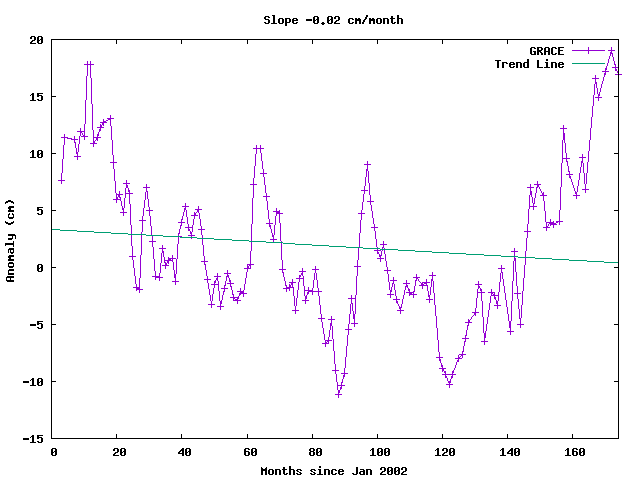 Slope -0.02 cm/month
GRACE
Trend Line
20
15
10
5
0
-5
-10
-15
Anomaly (cm)
0 20 40 60 80 100 120 140 160
Months since Jan 2002